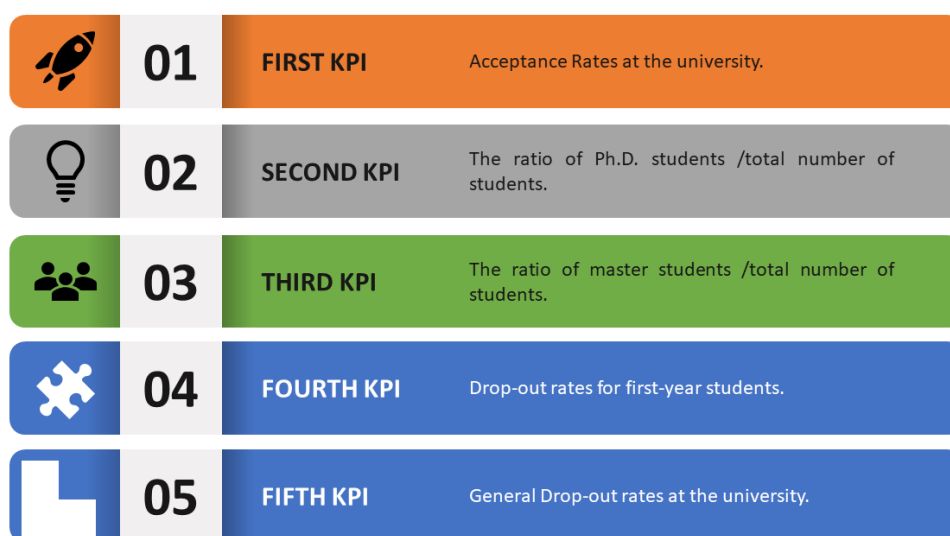 01
FIRST KPI
Acceptance Rates at the university.
02
SECOND KPI
The ratio of Ph.D. students /total number of
students.
03
THIRD KPI
The ratio of master students /total number of
students.
04
FOURTH KPI
Drop-out rates for first-year students.
05
FIFTH KPI
General Drop-out rates at the university.